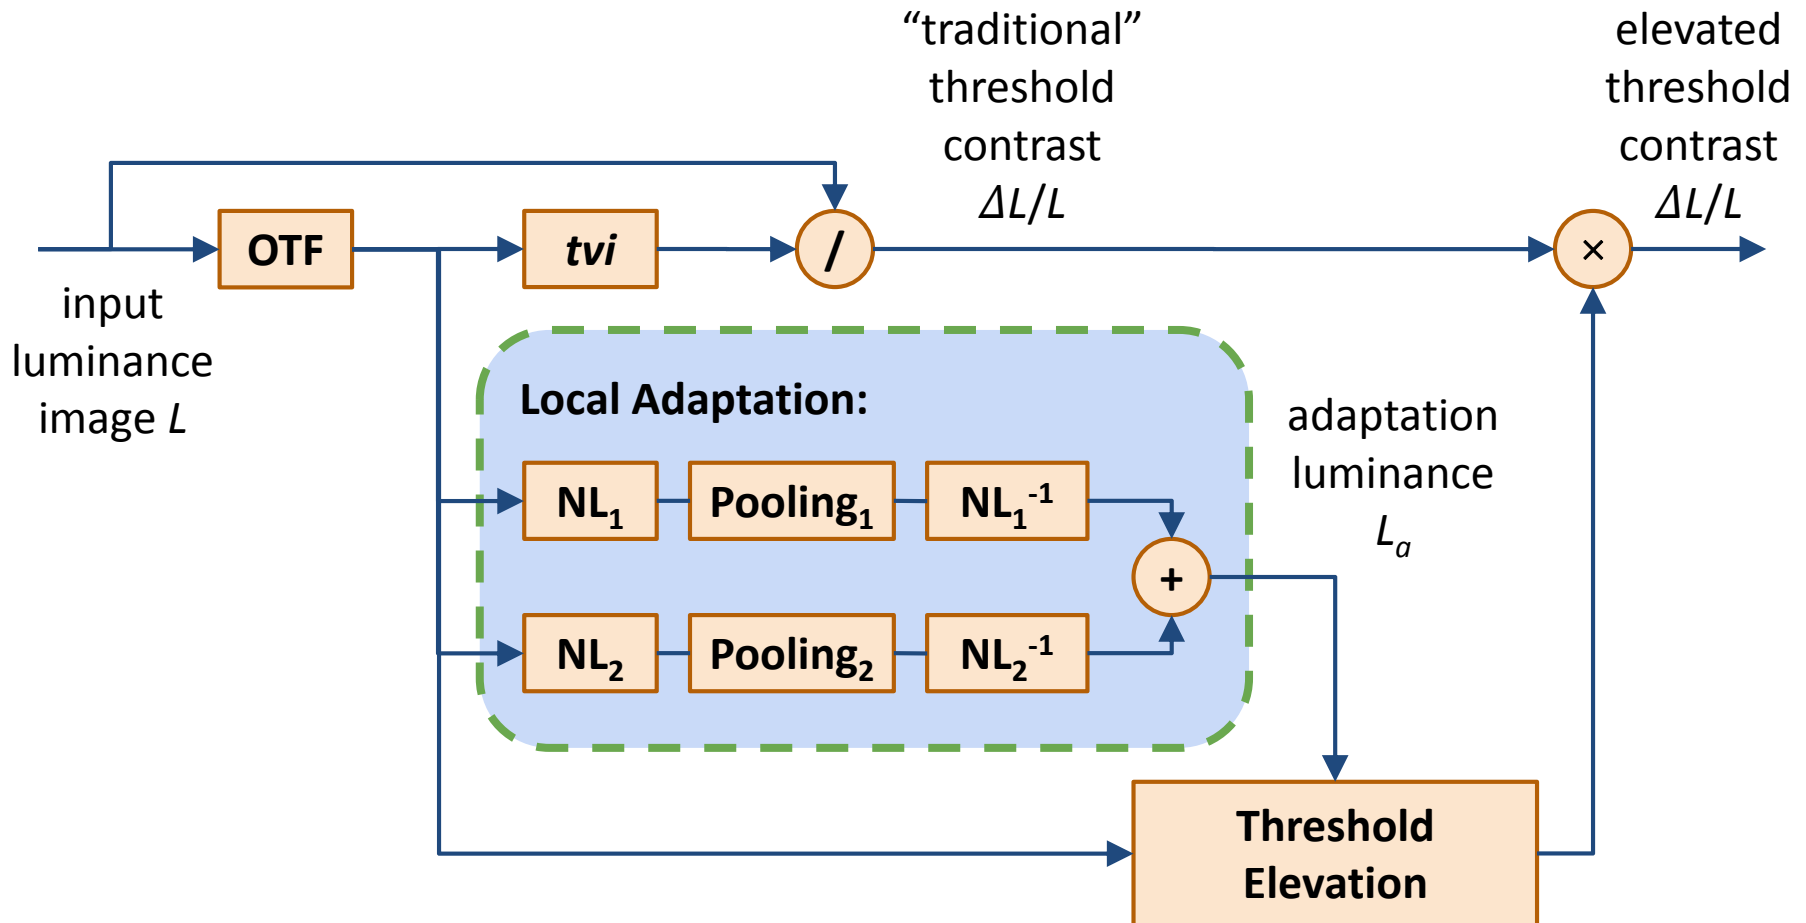 “traditional”
threshold
contrast
ΔL/L
elevated
threshold
contrast
ΔL/L
OTF
tvi
/
×
input
luminance
image L
Local Adaptation:
adaptation
luminance
Lₐ
NL₁
Pooling₁
NL₁⁻¹
+
NL₂
Pooling₂
NL₂⁻¹
Threshold
Elevation